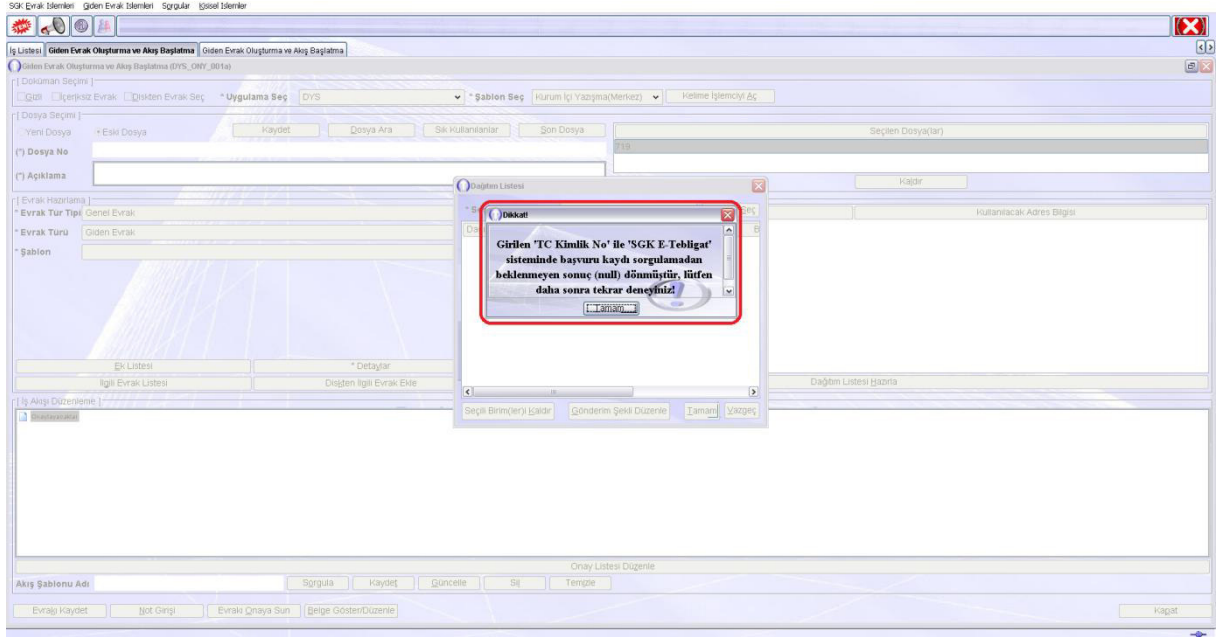 SGK Evrak Islemleri Giden Evrak Islemleri Sorgular Kisisel Islemler
İş Listesi Giden Evrak Oluşturma ve Akış Başlatma Giden Evrak Oluşturma ve Akış Başlatma
Giden Evrak Oluşturma ve Akış Başlatma (DYS_ONY_001a)
[ Doküman Seçimi ]
Gizli İçeriksiz Evrak Diskten Evrak Seç * Uygulama Seç DYS * Şablon Seç Kurum İçi Yazışma(Merkez) Kelime İşlemciyi Aç
[ Dosya Seçimi ]
Yeni Dosya Eski Dosya Kaydet Dosya Ara Sık Kullanılanlar Son Dosya Seçilen Dosya(lar)
(*) Dosya No
719
(*) Açıklama
Kaldır
Dağıtım Listesi
[ Evrak Hazırlama ]
* Evrak Tür Tipi Genel Evrak
Seç
Kullanılacak Adres Bilgisi
* Evrak Türü Giden Evrak
B
* Şablon
Dikkat!
Girilen 'TC Kimlik No' ile 'SGK E-Tebligat'
sisteminde başvuru kaydı sorgulamadan
beklenmeyen sonuç (null) dönmüştür, lütfen
daha sonra tekrar deneyiniz!
Tamam
Ek Listesi * Detaylar
İlgili Evrak Listesi Diskten İlgili Evrak Ekle Dağıtım Listesi Hazırla
Seçili Birim(ler)i Kaldır Gönderim Şekli Düzenle Tamam Vazgeç
[ İş Akışı Düzenleme ]
Onay Listesi Düzenle
Akış Şablonu Adı Sorgula Kaydet Güncelle Sil Temizle
Evrakı Kaydet Not Girişi Evrakı Onaya Sun Belge Göster/Düzenle Kapat